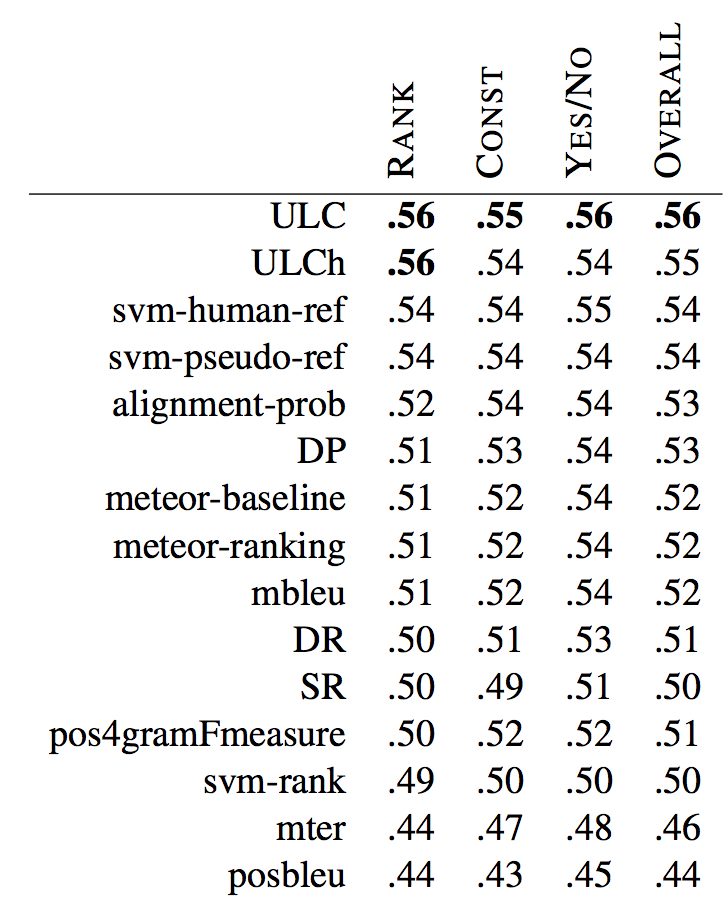 RANK CONST YES/NO OVERALL
ULC .56 .55 .56 .56
ULCh .56 .54 .54 .55
svm-human-ref .54 .54 .55 .54
svm-pseudo-ref .54 .54 .54 .54
alignment-prob .52 .54 .54 .53
DP .51 .53 .54 .53
meteor-baseline .51 .52 .54 .52
meteor-ranking .51 .52 .54 .52
mbleu .51 .52 .54 .52
DR .50 .51 .53 .51
SR .50 .49 .51 .50
pos4gramFmeasure .50 .52 .52 .51
svm-rank .49 .50 .50 .50
mter .44 .47 .48 .46
posbleu .44 .43 .45 .44